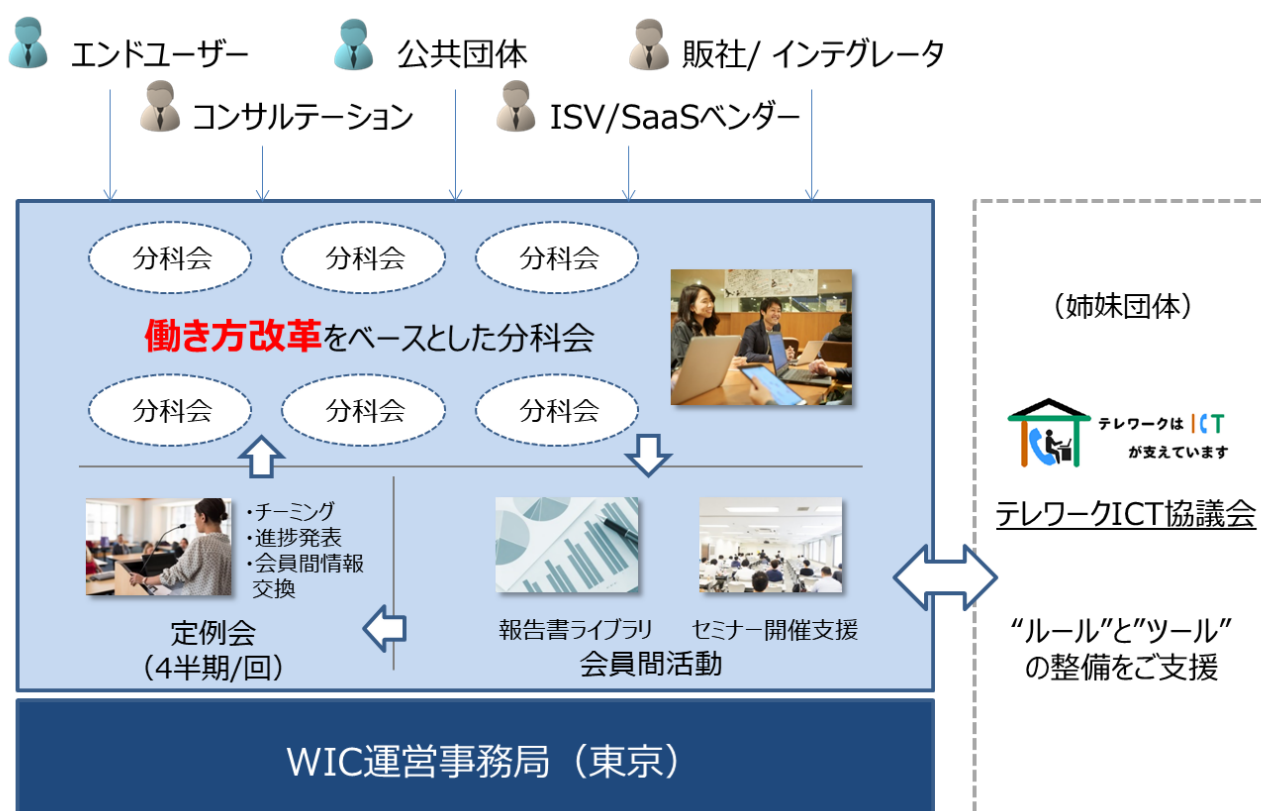 エンドユーザー
公共団体
販社/ インテグレータ
コンサルテーション
ISV/SaaSベンダー
分科会
分科会
分科会
働き方改革をベースとした分科会
分科会
分科会
分科会
・チーミング
・進捗発表
・会員間情報
交換
定例会
（4半期/回）
報告書ライブラリ
セミナー開催支援
会員間活動
WIC運営事務局（東京）
（姉妹団体）
テレワークは ICT
が支えています
テレワークICT協議会
“ルール”と”ツール”
の整備をご支援